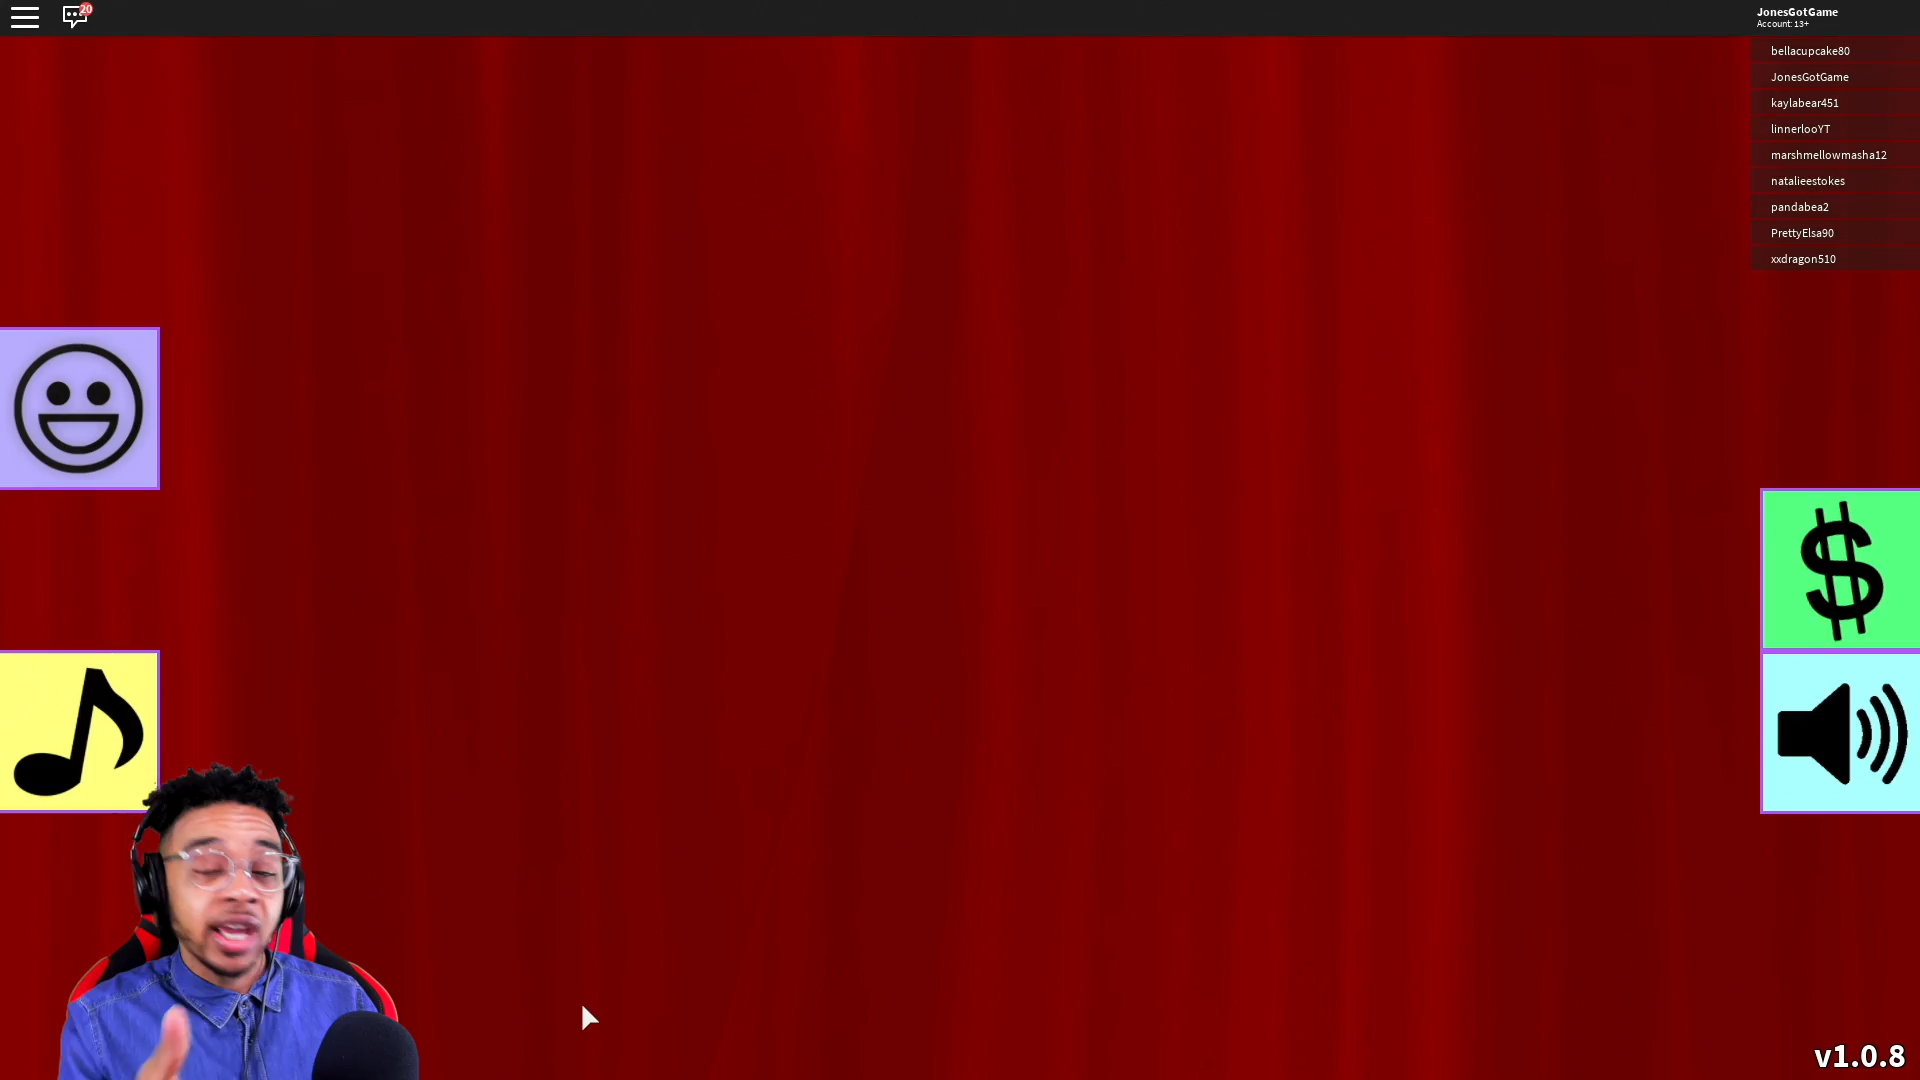 20
JonesGotGame
Account: 13+
bellacupcake80
JonesGotGame
kaylabear451
linnerlooYT
marshmellowmasha12
natalieestokes
pandabea2
PrettyElsa90
xxdragon510
$
v1.0.8